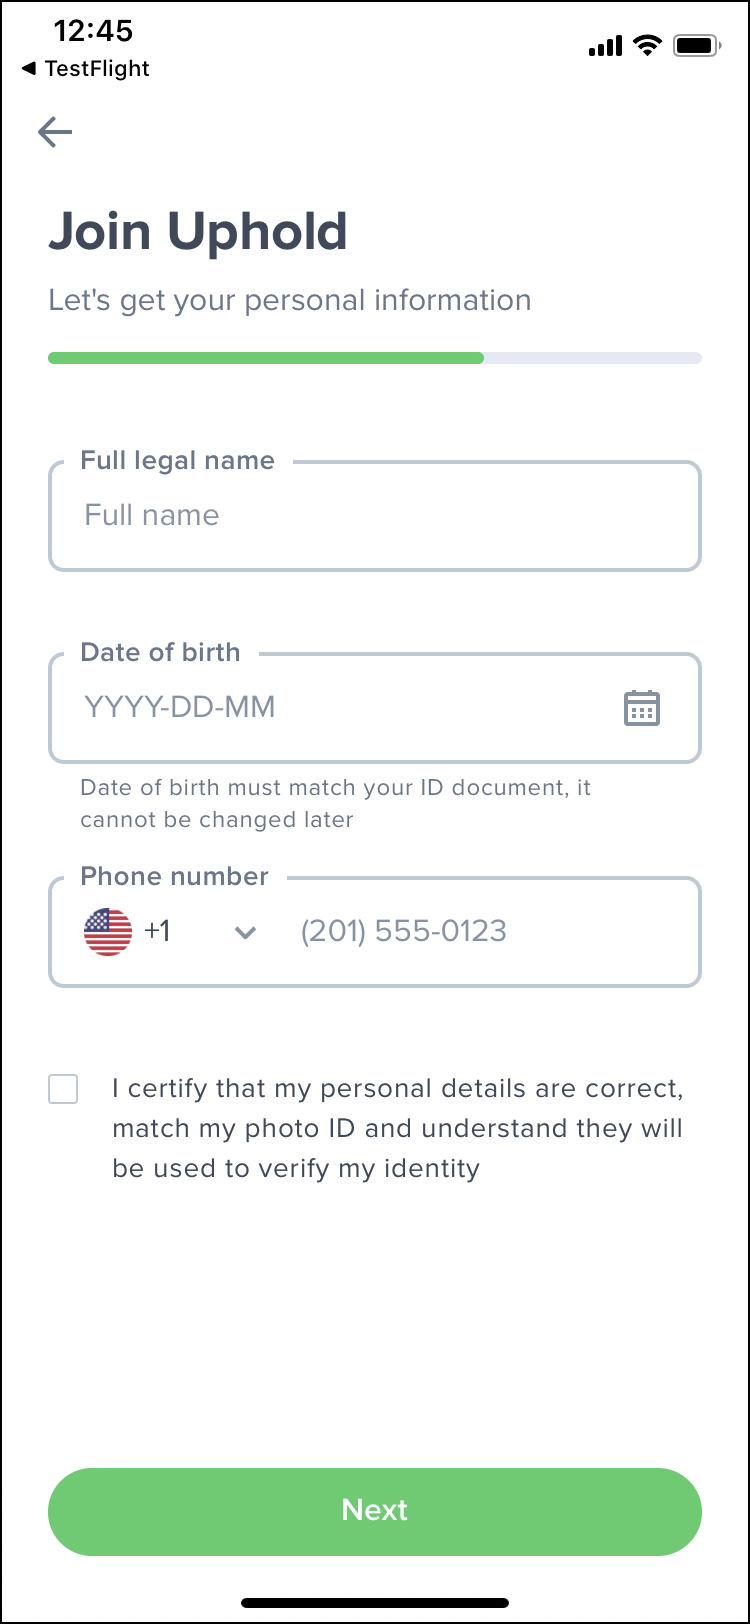 12:45
◀ TestFlight
Join Uphold
Let's get your personal information
Full legal name
Full name
Date of birth
YYYY-DD-MM
Date of birth must match your ID document, it
cannot be changed later
Phone number
+1 (201) 555-0123
I certify that my personal details are correct,
match my photo ID and understand they will
be used to verify my identity
Next